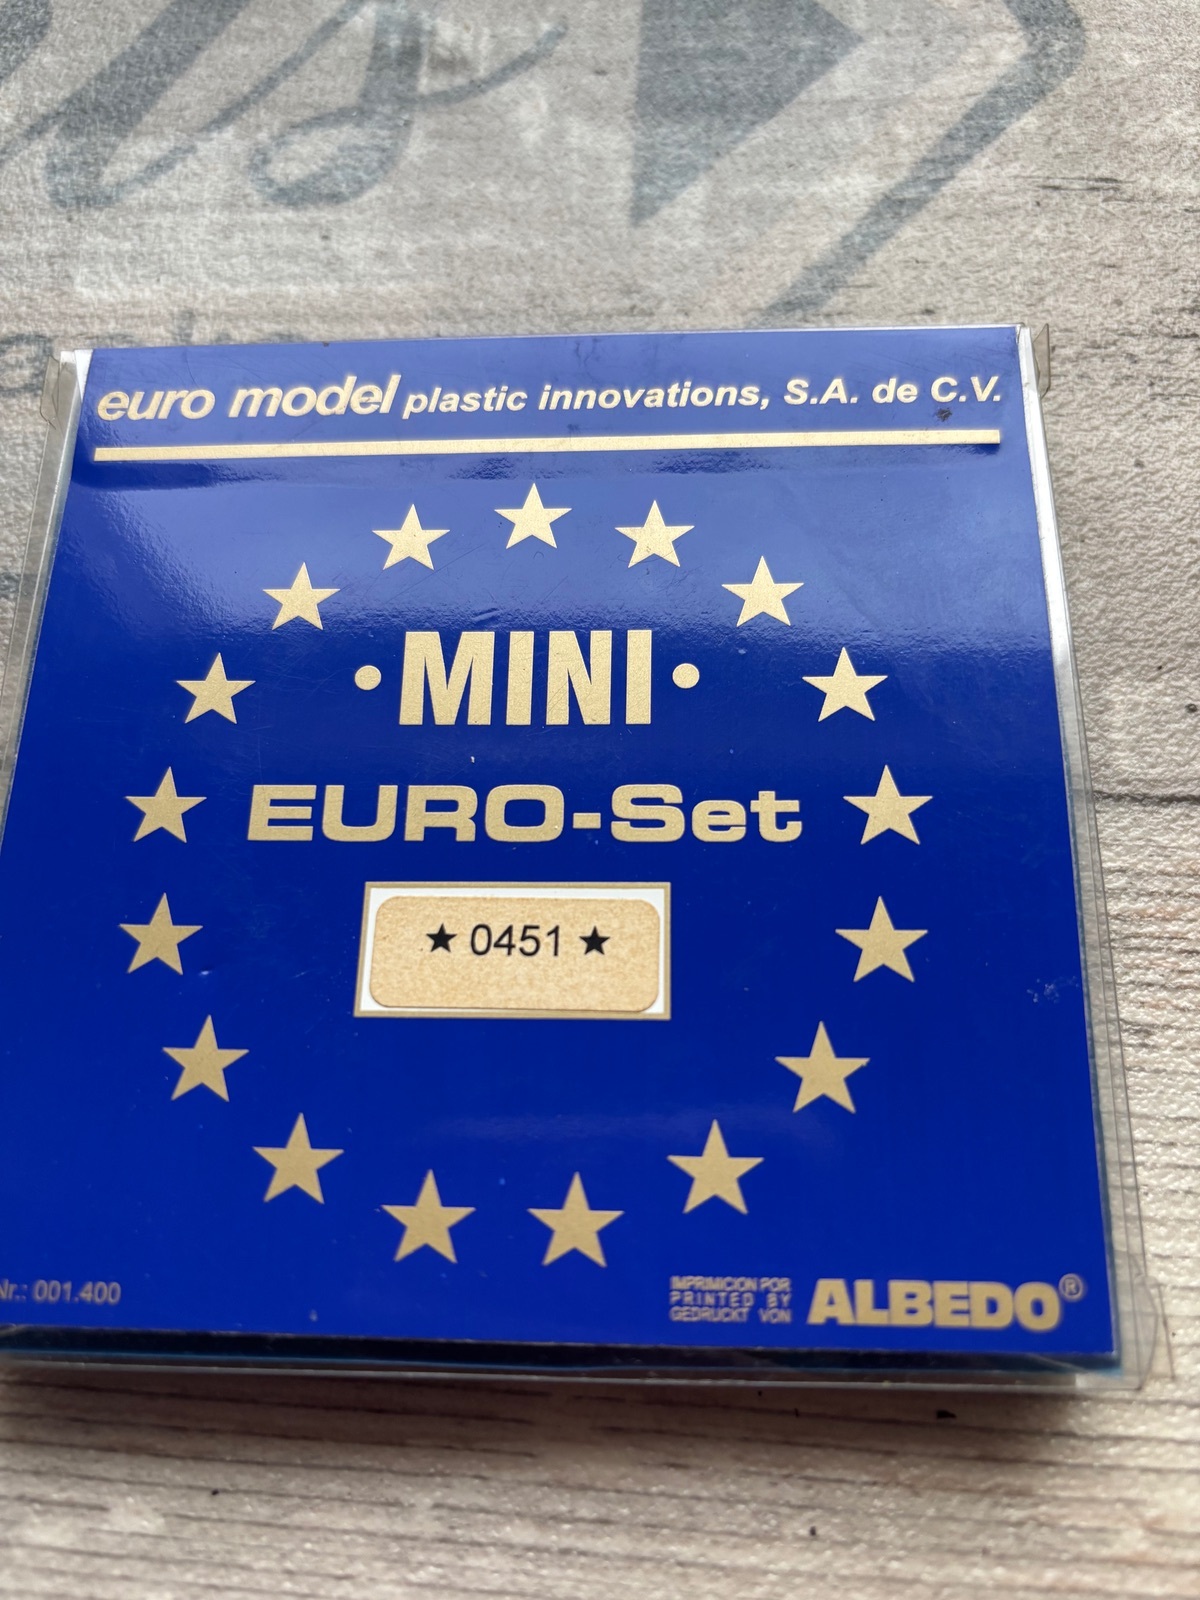 euro model plastic innovations, S.A. de C.V.
·MINI·
EURO-Set
★ 0451 ★
Nr.: 001.400
IMPRIMICION POR
PRINTED BY
GEDRUCKT VON
ALBEDO®